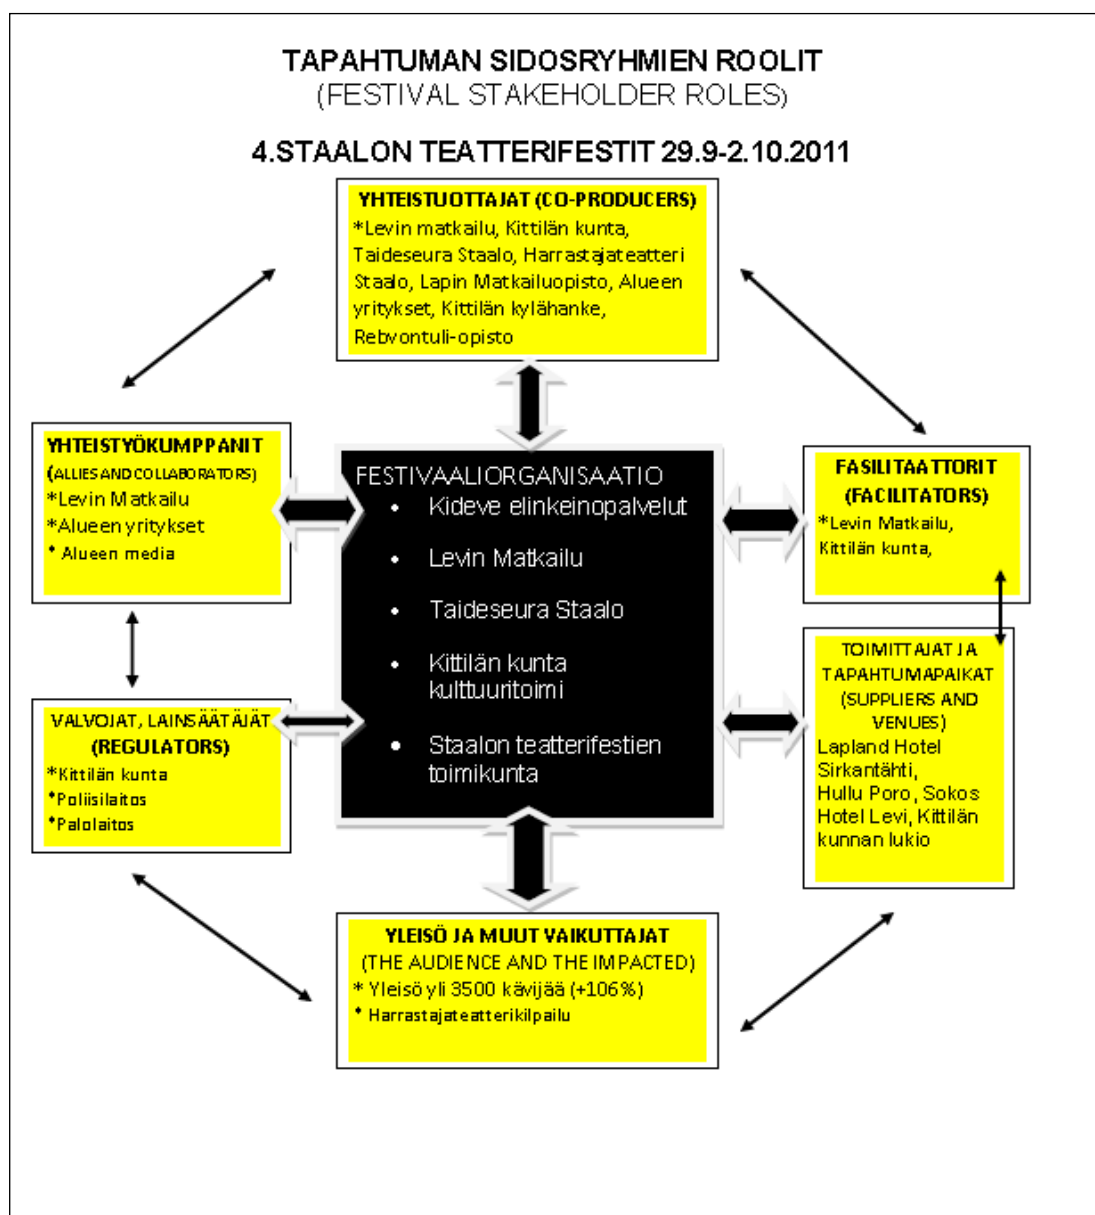 TAPAHTUMAN SIDOSRYHMIEN ROOLIT
(FESTIVAL STAKEHOLDER ROLES)
4.STAALON TEATTERIFESTIT 29.9-2.10.2011
YHTEISTUOTTAJAT (CO-PRODUCERS)
*Levin matkailu, Kittilän kunta,
Taideseura Staalo, Harrastajateatteri
Staalo, Lapin Matkailuopisto, Alueen
yritykset, Kittilän kylähanke,
Rebvontuli-opisto
YHTEISTYÖKUMPPANIT
(ALLIES AND COLLABORATORS)
*Levin Matkailu
*Alueen yritykset
* Alueen media
FESTIVAALIORGANISAATIO
• Kideve elinkeinopalvelut
• Levin Matkailu
• Taideseura Staalo
• Kittilän kunta
kulttuuritoimi
• Staalon teatterifestien
toimikunta
FASILITAATTORIT
(FACILITATORS)
*Levin Matkailu,
Kittilän kunta,
VALVOJAT, LAINSÄÄTÄJÄT
(REGULATORS)
*Kittilän kunta
*Poliisilaitos
*Palolaitos
TOIMITTAJAT JA
TAPAHTUMAPAIKAT
(SUPPLIERS AND
VENUES)
Lapland Hotel
Sirkantähti,
Hullu Poro, Sokos
Hotel Levi, Kittilän
kunnan lukio
YLEISÖ JA MUUT VAIKUTTAJAT
(THE AUDIENCE AND THE IMPACTED)
* Yleisö yli 3500 kävijää (+106%)
* Harrastajateatterikilpailu